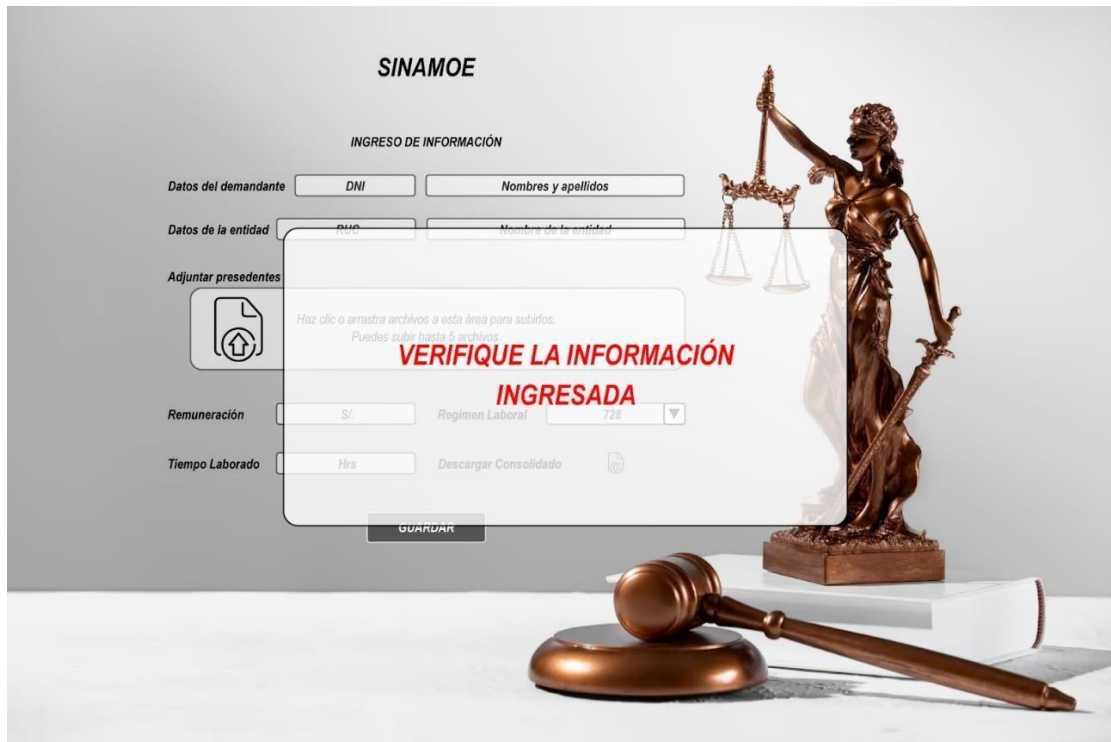 SINAMOE
INGRESO DE INFORMACIÓN
Datos del demandante DNI Nombres y apellidos
Datos de la entidad RUC Nombre de la entidad
Adjuntar presedentes
Haz clic o arrastra archivos a esta área para subirlos.
Puedes subir hasta 5 archivos.
VERIFIQUE LA INFORMACIÓN
INGRESADA
Remuneración S/. Regimen Laboral 728
Tiempo Laborado Hrs Descargar Consolidado
GUARDAR